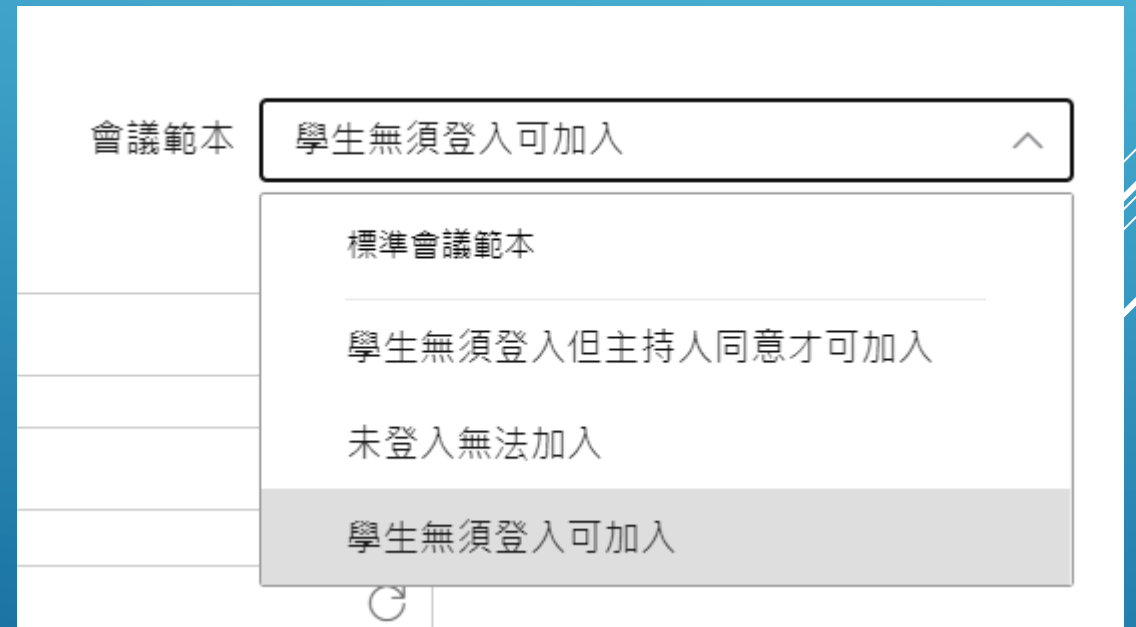 會議範本 學生無須登入可加入
標準會議範本
學生無須登入但主持人同意才可加入
未登入無法加入
學生無須登入可加入